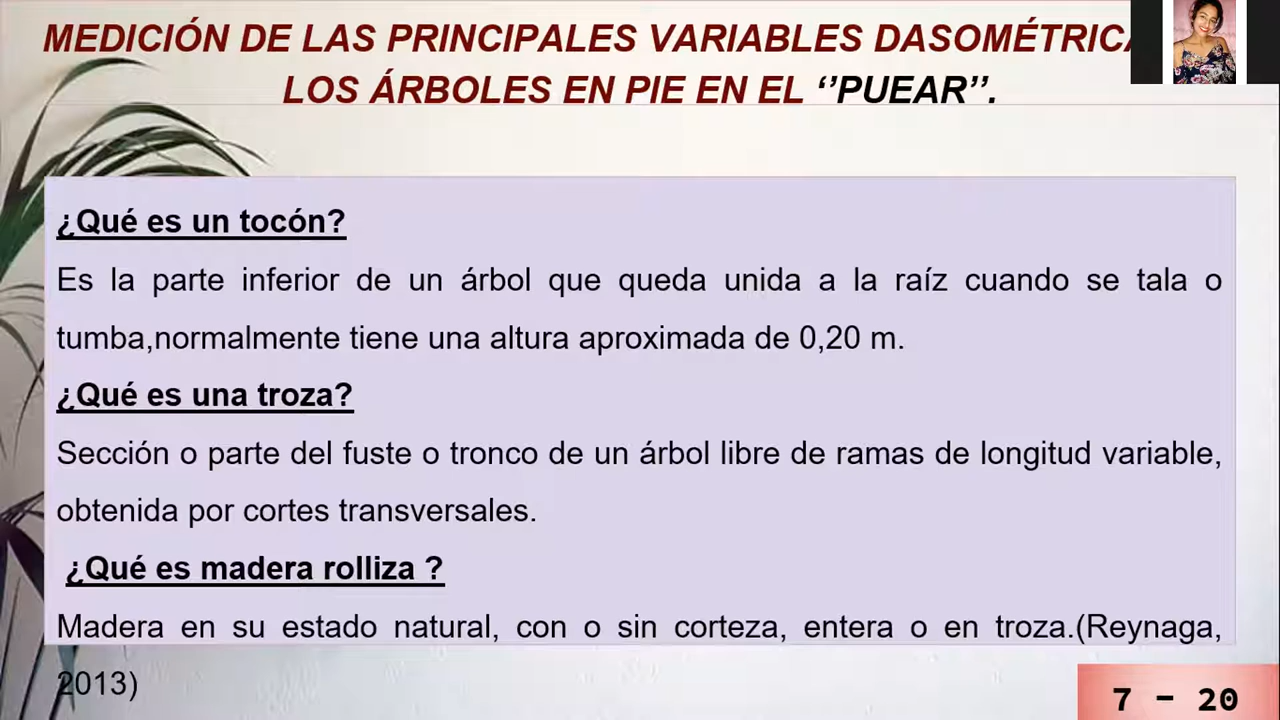 MEDICIÓN DE LAS PRINCIPALES VARIABLES
LOS ÁRBOLES EN PIE EN EL ‘’PUEAR’’.
¿Qué es un tocón?
Es la parte inferior de un árbol que queda unida a la raíz cuando se tala o
tumba,normalmente tiene una altura aproximada de 0,20 m.
¿Qué es una troza?
Sección o parte del fuste o tronco de un árbol libre de ramas de longitud variable,
obtenida por cortes transversales.
¿Qué es madera rolliza ?
Madera en su estado natural, con o sin corteza, entera o en troza.(Reynaga,
2013)
7 - 20